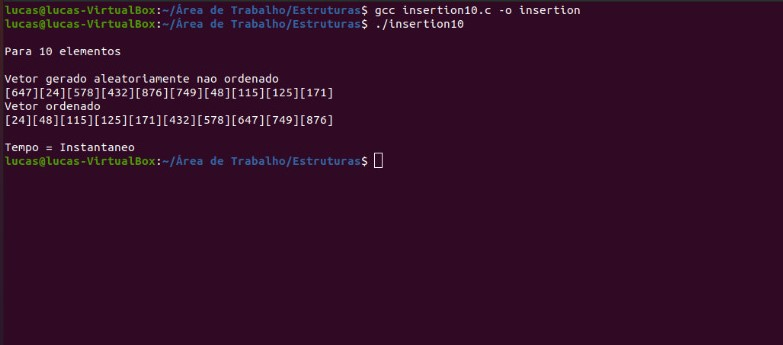 lucas@lucas-VirtualBox:~/Área de Trabalho/Estruturas$ gcc insertion10.c -o insertion
lucas@lucas-VirtualBox:~/Área de Trabalho/Estruturas$ ./insertion10
Para 10 elementos
Vetor gerado aleatoriamente nao ordenado
[647][24][578][432][876][749][48][115][125][171]
Vetor ordenado
[24][48][115][125][171][432][578][647][749][876]
Tempo = Instantaneo
lucas@lucas-VirtualBox:~/Área de Trabalho/Estruturas$